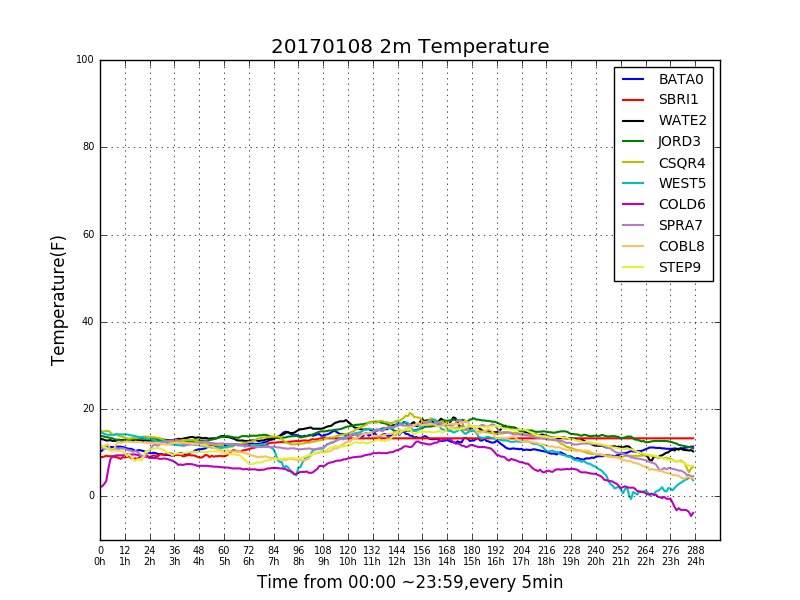 20170108 2m Temperature
100
80
60
40
20
0
Temperature(F)
BATA0
SBRI1
WATE2
JORD3
CSQR4
WEST5
COLD6
SPRA7
COBL8
STEP9
0 12 24 36 48 60 72 84 96 108 120 132 144 156 168 180 192 204 216 228 240 252 264 276 288
0h 1h 2h 3h 4h 5h 6h 7h 8h 9h 10h 11h 12h 13h 14h 15h 16h 17h 18h 19h 20h 21h 22h 23h 24h
Time from 00:00 ~23:59,every 5min